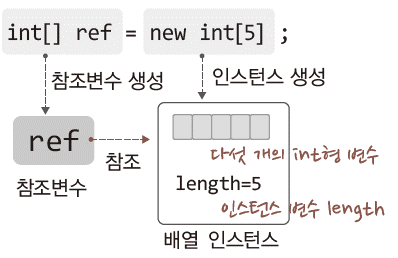 int[] ref = new int[5] ;
참조변수 생성
인스턴스 생성
ref
참조
다섯 개의 int형 변수
length=5
참조변수
인스턴스 변수 length
배열 인스턴스